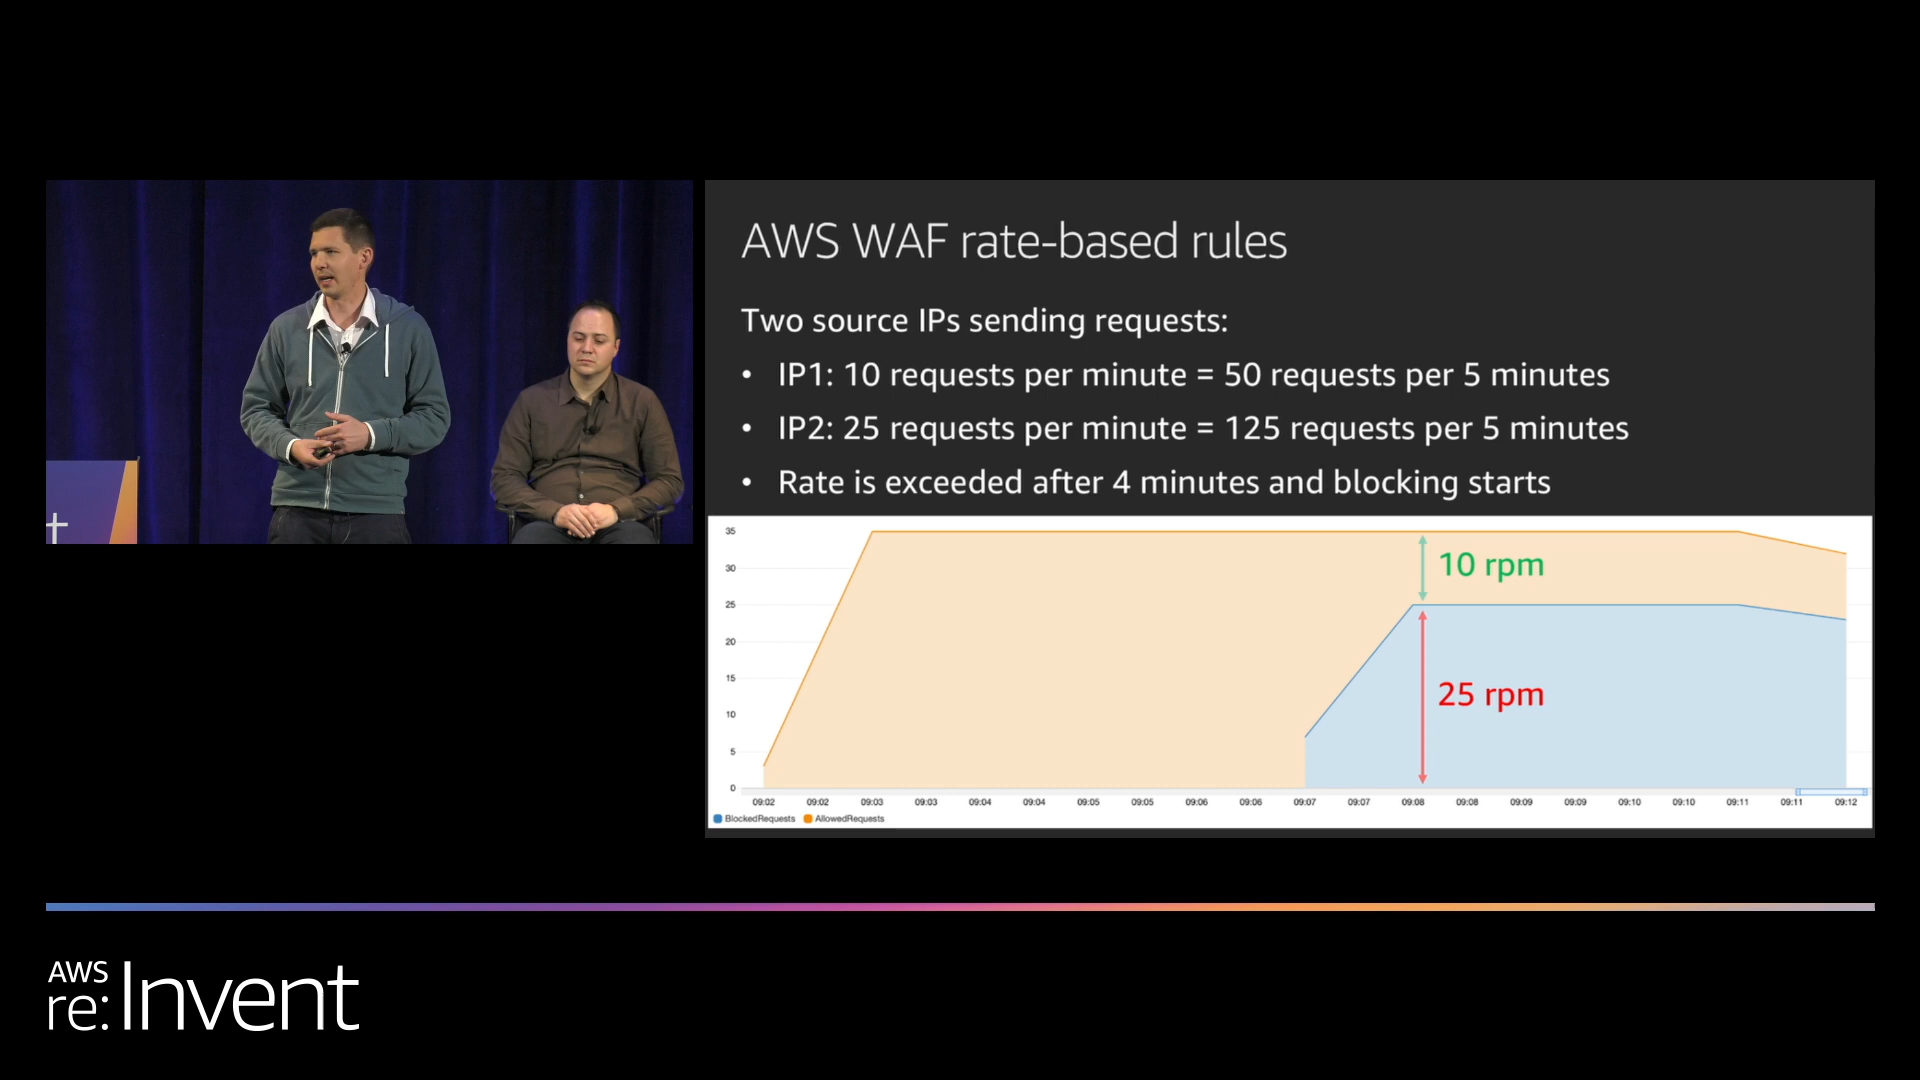 AWS WAF rate-based rules
Two source IPs sending requests:
• IP1: 10 requests per minute = 50 requests per 5 minutes
• IP2: 25 requests per minute = 125 requests per 5 minutes
• Rate is exceeded after 4 minutes and blocking starts
35
30
25
20
15
10
5
0
10 rpm
25 rpm
09:02 09:02 09:03 09:03 09:04 09:04 09:05 09:05 09:06 09:06 09:07 09:07 09:08 09:08 09:09 09:09 09:10 09:10 09:11 09:11 09:12
BlockedRequests AllowedRequests
t
AWS
re:Invent